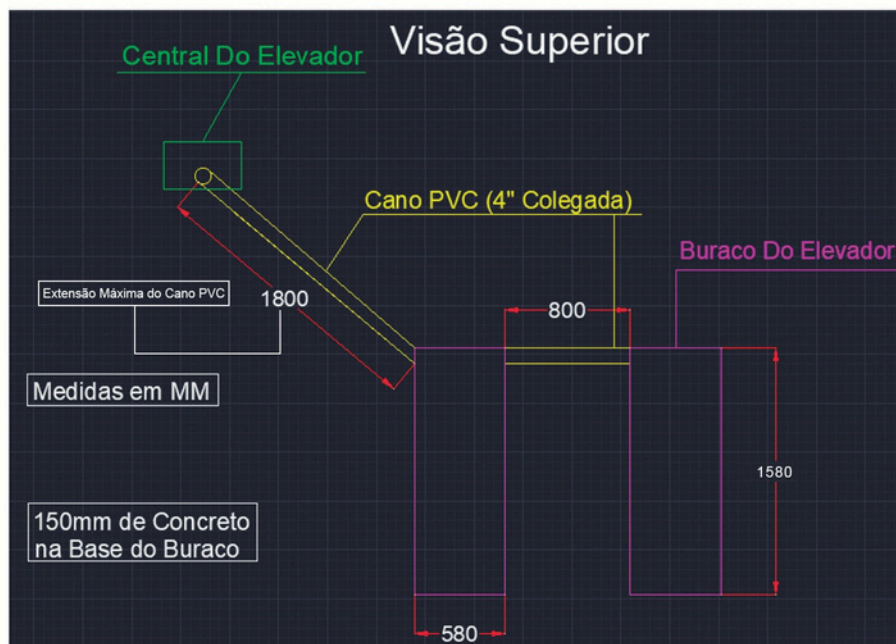 Visão Superior
Central Do Elevador
Cano PVC (4" Colegada)
Buraco Do Elevador
Extensão Máxima do Cano PVC
1800
800
Medidas em MM
1580
150mm de Concreto
na Base do Buraco
580